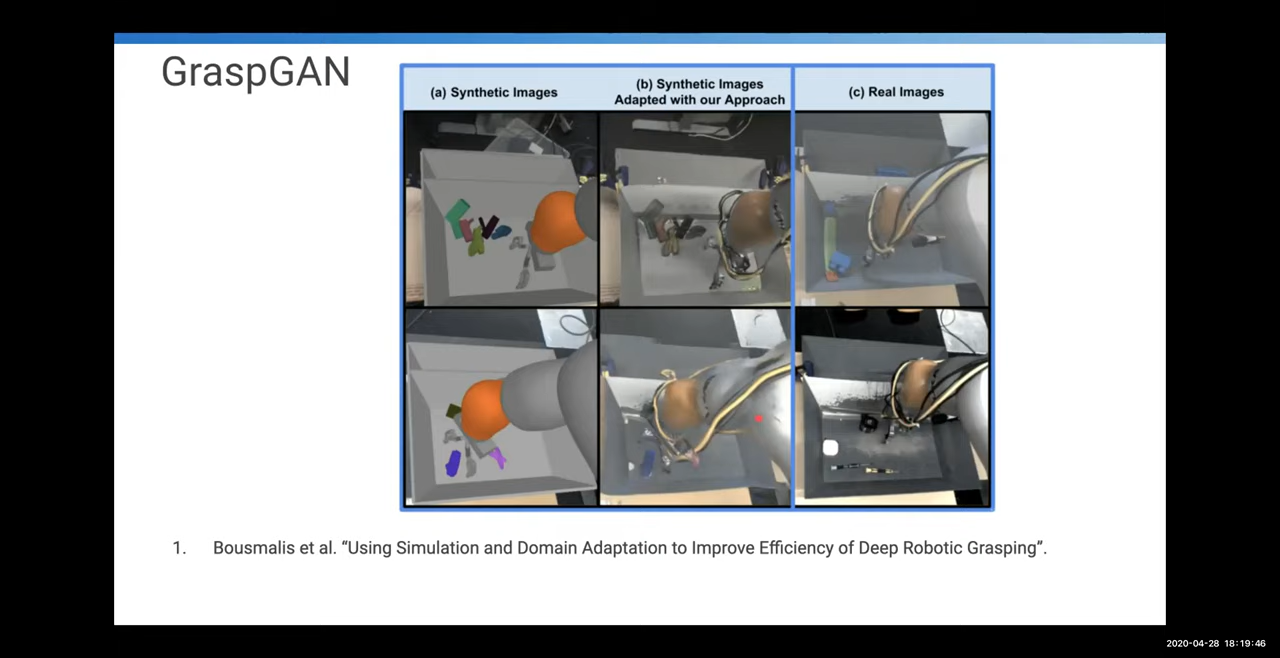 GraspGAN
(a) Synthetic Images
(b) Synthetic Images
Adapted with our Approach
(c) Real Images
1. Bousmalis et al. “Using Simulation and Domain Adaptation to Improve Efficiency of Deep Robotic Grasping”.
2020-04-28 18:19:46